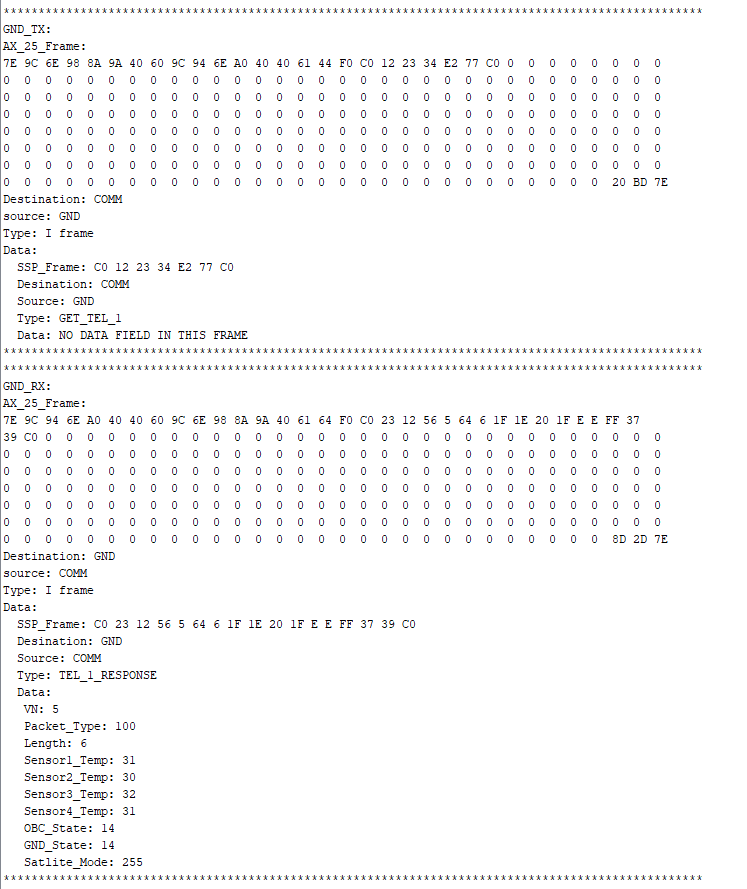 ****************************************************************************************************
GND_TX:
AX_25_Frame:
7E 9C 6E 98 8A 9A 40 60 9C 94 6E A0 40 40 61 44 F0 C0 12 23 34 E2 77 C0 0 0 0 0 0 0 0 0
0 0 0 0 0 0 0 0 0 0 0 0 0 0 0 0 0 0 0 0 0 0 0 0 0 0 0 0 0 0 0 0
0 0 0 0 0 0 0 0 0 0 0 0 0 0 0 0 0 0 0 0 0 0 0 0 0 0 0 0 0 0 0 0
0 0 0 0 0 0 0 0 0 0 0 0 0 0 0 0 0 0 0 0 0 0 0 0 0 0 0 0 0 0 0 0
0 0 0 0 0 0 0 0 0 0 0 0 0 0 0 0 0 0 0 0 0 0 0 0 0 0 0 0 0 0 0 0
0 0 0 0 0 0 0 0 0 0 0 0 0 0 0 0 0 0 0 0 0 0 0 0 0 0 0 0 0 0 0 0
0 0 0 0 0 0 0 0 0 0 0 0 0 0 0 0 0 0 0 0 0 0 0 0 0 0 0 0 0 0 0 0
0 0 0 0 0 0 0 0 0 0 0 0 0 0 0 0 0 0 0 0 0 0 0 0 0 0 0 0 0 20 BD 7E
Destination: COMM
source: GND
Type: I frame
Data:
  SSP_Frame: C0 12 23 34 E2 77 C0
  Desination: COMM
  Source: GND
  Type: GET_TEL_1
  Data: NO DATA FIELD IN THIS FRAME
****************************************************************************************************
****************************************************************************************************
GND_RX:
AX_25_Frame:
7E 9C 94 6E A0 40 40 60 9C 6E 98 8A 9A 40 61 64 F0 C0 23 12 56 5 64 6 1F 1E 20 1F E E FF 37
39 C0 0 0 0 0 0 0 0 0 0 0 0 0 0 0 0 0 0 0 0 0 0 0 0 0 0 0 0 0 0 0
0 0 0 0 0 0 0 0 0 0 0 0 0 0 0 0 0 0 0 0 0 0 0 0 0 0 0 0 0 0 0 0
0 0 0 0 0 0 0 0 0 0 0 0 0 0 0 0 0 0 0 0 0 0 0 0 0 0 0 0 0 0 0 0
0 0 0 0 0 0 0 0 0 0 0 0 0 0 0 0 0 0 0 0 0 0 0 0 0 0 0 0 0 0 0 0
0 0 0 0 0 0 0 0 0 0 0 0 0 0 0 0 0 0 0 0 0 0 0 0 0 0 0 0 0 0 0 0
0 0 0 0 0 0 0 0 0 0 0 0 0 0 0 0 0 0 0 0 0 0 0 0 0 0 0 0 0 0 0 0
0 0 0 0 0 0 0 0 0 0 0 0 0 0 0 0 0 0 0 0 0 0 0 0 0 0 0 0 0 8D 2D 7E
Destination: GND
source: COMM
Type: I frame
Data:
  SSP_Frame: C0 23 12 56 5 64 6 1F 1E 20 1F E E FF 37 39 C0
  Desination: GND
  Source: COMM
  Type: TEL_1_RESPONSE
  Data:
   VN: 5
   Packet_Type: 100
   Length: 6
   Sensor1_Temp: 31
   Sensor2_Temp: 30
   Sensor3_Temp: 32
   Sensor4_Temp: 31
   OBC_State: 14
   GND_State: 14
   Satlite_Mode: 255
****************************************************************************************************